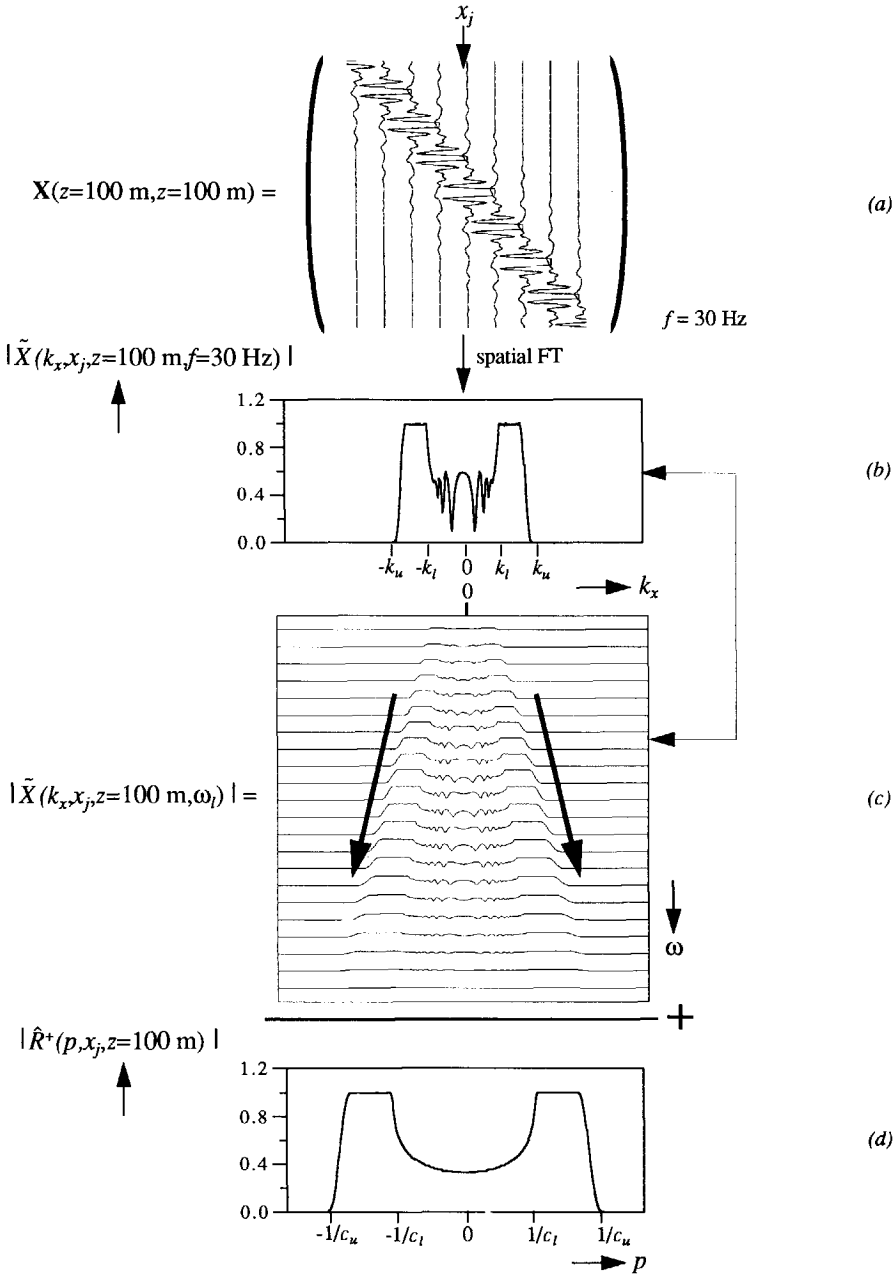 x_j
X(z=100 m,z=100 m) =
(a)
f = 30 Hz
| X̃(k_x,x_j,z=100 m,f=30 Hz) |
spatial FT
1.2
0.8
0.4
0.0
(b)
-k_u -k_l 0 k_l k_u
0
k_x
| X̃(k_x,x_j,z=100 m,ω_l) | =
(c)
ω
+
| R̂⁺(p,x_j,z=100 m) |
1.2
0.8
0.4
0.0
(d)
-1/c_u -1/c_l 0 1/c_l 1/c_u
p